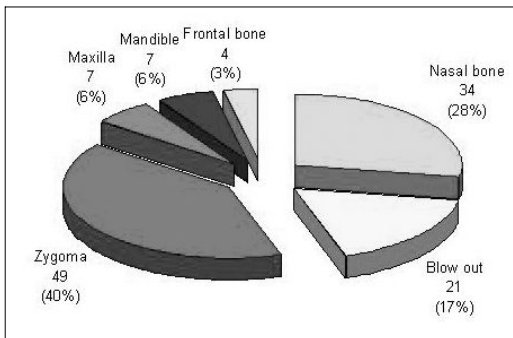 Frontal bone
4
(3%)
Mandible
7
(6%)
Maxilla
7
(6%)
Nasal bone
34
(28%)
Zygoma
49
(40%)
Blow out
21
(17%)